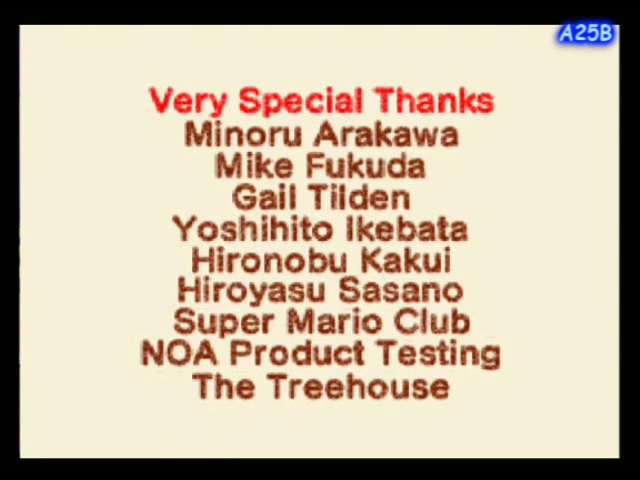 A25B
Very Special Thanks
Minoru Arakawa
Mike Fukuda
Gail Tilden
Yoshihito Ikebata
Hironobu Kakui
Hiroyasu Sasano
Super Mario Club
NOA Product Testing
The Treehouse